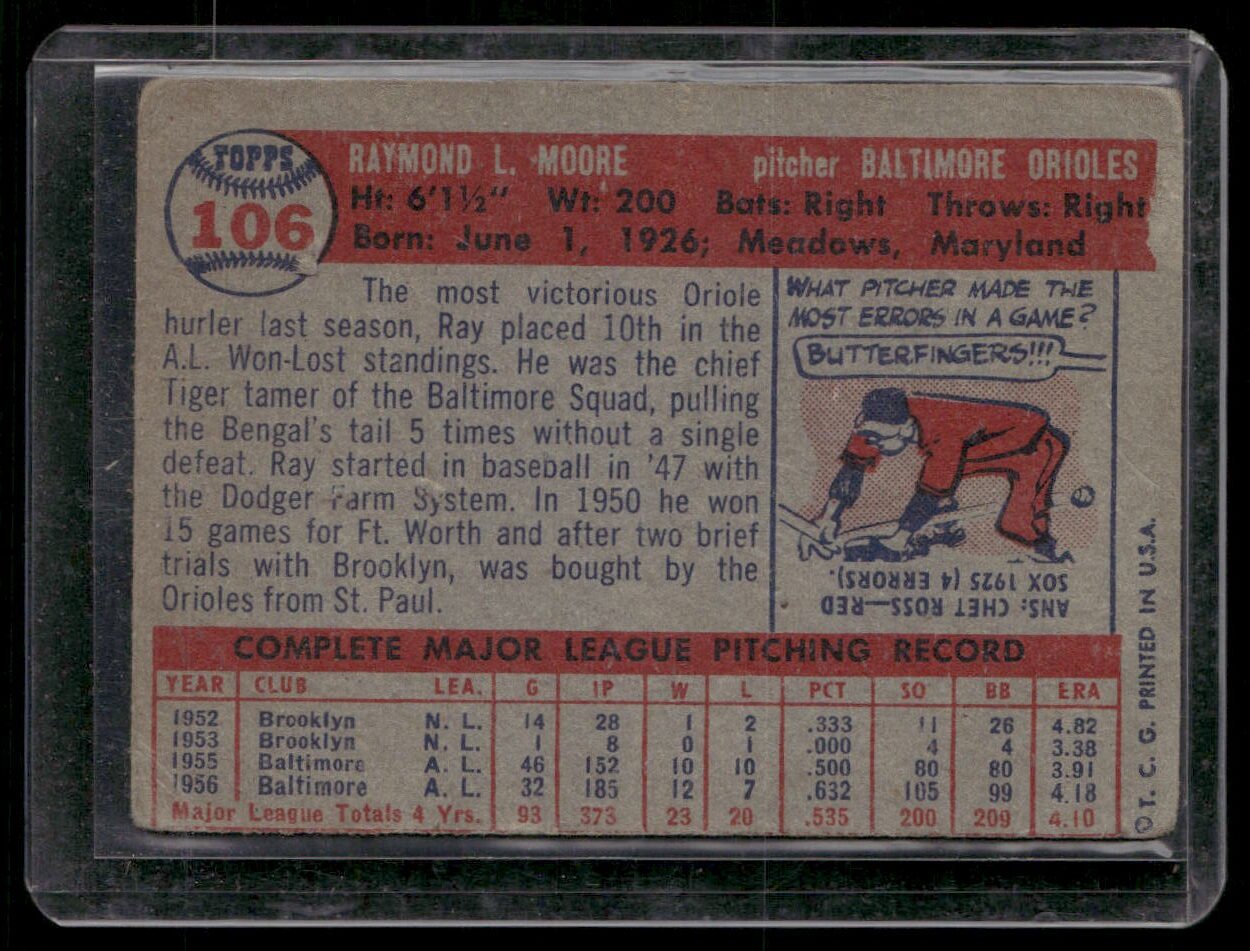 TOPPS
106
RAYMOND L. MOORE pitcher BALTIMORE ORIOLES
Ht: 6'1½" Wt: 200 Bats: Right Throws: Right
Born: June 1, 1926; Meadows, Maryland
The most victorious Oriole
hurler last season, Ray placed 10th in the
A.L. Won-Lost standings. He was the chief
Tiger tamer of the Baltimore Squad, pulling
the Bengal's tail 5 times without a single
defeat. Ray started in baseball in '47 with
the Dodger Farm System. In 1950 he won
15 games for Ft. Worth and after two brief
trials with Brooklyn, was bought by the
Orioles from St. Paul.
WHAT PITCHER MADE THE
MOST ERRORS IN A GAME?
BUTTERFINGERS!!!
ANS: CHET ROSS—RED
SOX 1925 (4 ERRORS).
COMPLETE MAJOR LEAGUE PITCHING RECORD
YEAR CLUB LEA. G IP W L PCT SO BB ERA
1952 Brooklyn N. L. 14 28 1 2 .333 11 26 4.82
1953 Brooklyn N. L. 1 8 0 1 .000 4 4 3.38
1955 Baltimore A. L. 46 152 10 10 .500 80 80 3.91
1956 Baltimore A. L. 32 185 12 7 .632 105 99 4.18
Major League Totals 4 Yrs. 93 373 23 20 .535 200 209 4.10
© T. C. G. PRINTED IN U.S.A.